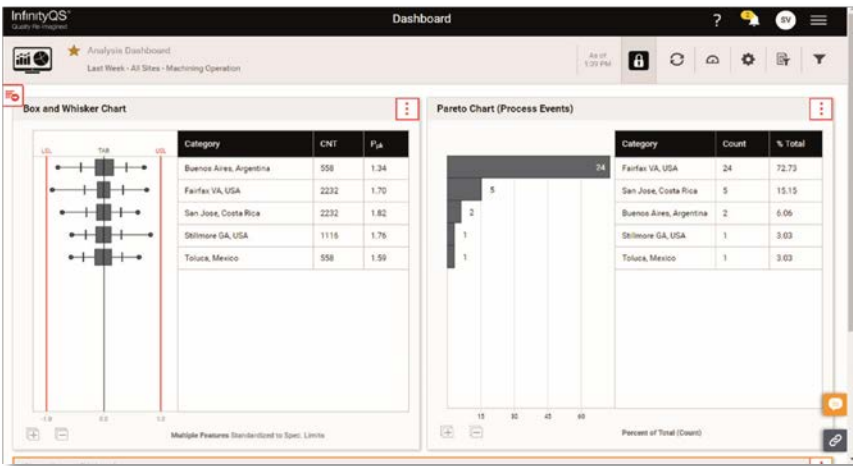 InfinityQS
Quality Re-imagined
Dashboard
?
2
SV
Analysis Dashboard
Last Week - All Sites - Machining Operation
As of
1:39 PM
Box and Whisker Chart
LSL TAR USL
Category CNT Ppk
Buenos Aires, Argentina 558 1.34
Fairfax VA, USA 2232 1.70
San Jose, Costa Rica 2232 1.82
Stillmore GA, USA 1116 1.76
Toluca, Mexico 558 1.59
-1.0 0.0 1.0
Multiple Features Standardized to Spec. Limits
Pareto Chart (Process Events)
24
5
2
1
1
Category Count % Total
Fairfax VA, USA 24 72.73
San Jose, Costa Rica 5 15.15
Buenos Aires, Argentina 2 6.06
Stillmore GA, USA 1 3.03
Toluca, Mexico 1 3.03
15 30 45 60
Percent of Total (Count)